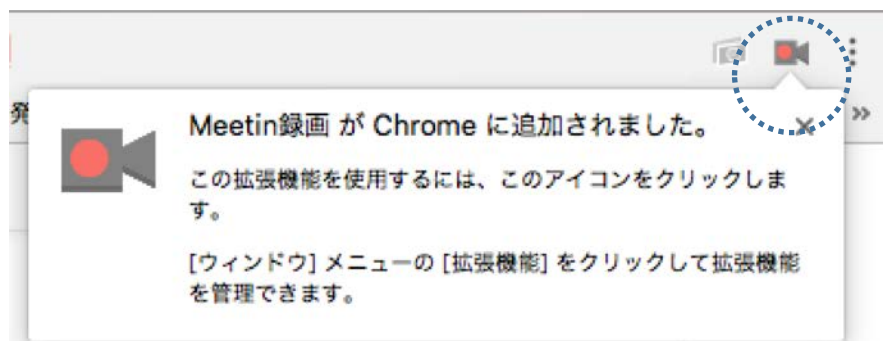 発
Meetin録画 が Chrome に追加されました。
この拡張機能を使用するには、このアイコンをクリックしま
す。
[ウィンドウ] メニューの [拡張機能] をクリックして拡張機能
を管理できます。